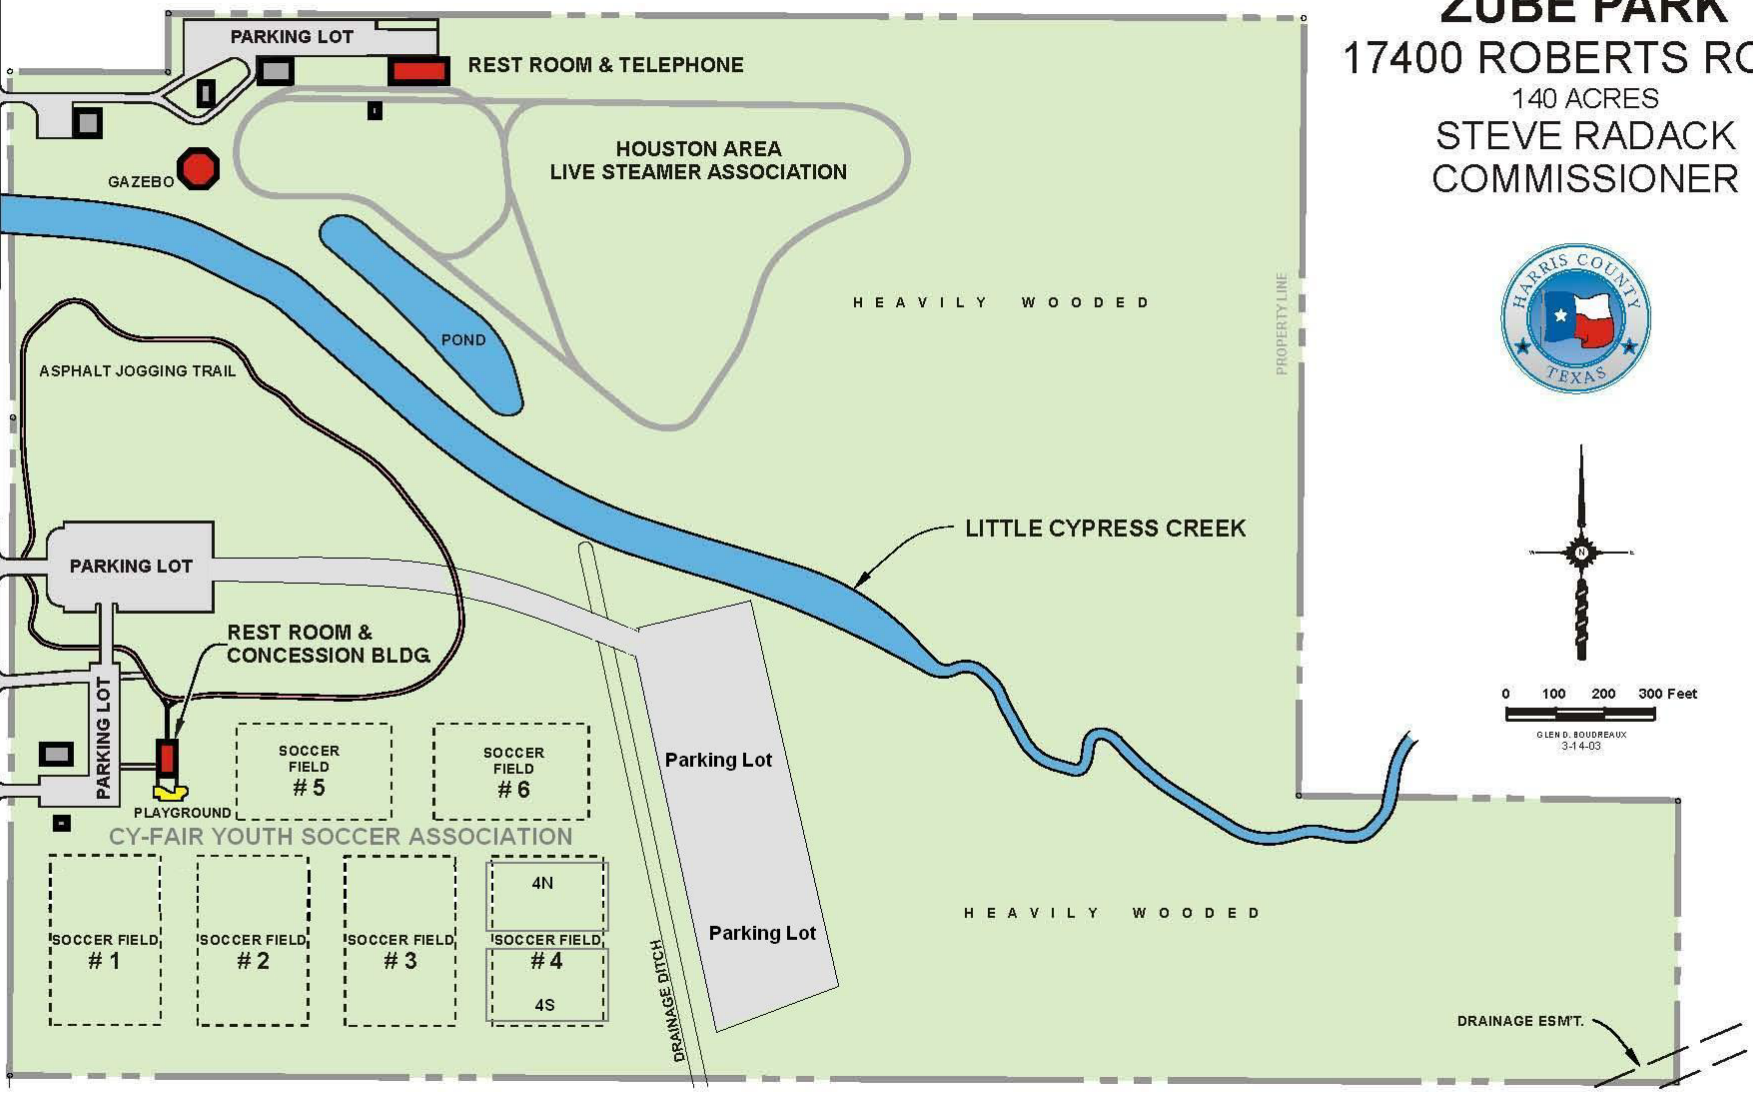 ZUBE PARK
17400 ROBERTS
140 ACRES
STEVE RADACK
COMMISSIONER
PARKING LOT
REST ROOM & TELEPHONE
HOUSTON AREA
LIVE STEAMER ASSOCIATION
GAZEBO
POND
HEAVILY WOODED
PROPERTY LINE
HARRIS COUNTY
TEXAS
ASPHALT JOGGING TRAIL
LITTLE CYPRESS CREEK
N
PARKING LOT
REST ROOM &
CONCESSION BLDG
PARKING LOT
0 100 200 300 Feet
GLEN D. BOUDREAUX
3-14-03
SOCCER
FIELD
# 5
SOCCER
FIELD
# 6
Parking Lot
PLAYGROUND
CY-FAIR YOUTH SOCCER ASSOCIATION
SOCCER FIELD
# 1
SOCCER FIELD
# 2
SOCCER FIELD
# 3
4N
SOCCER FIELD
# 4
4S
Parking Lot
HEAVILY WOODED
DRAINAGE DITCH
DRAINAGE ESM'T.